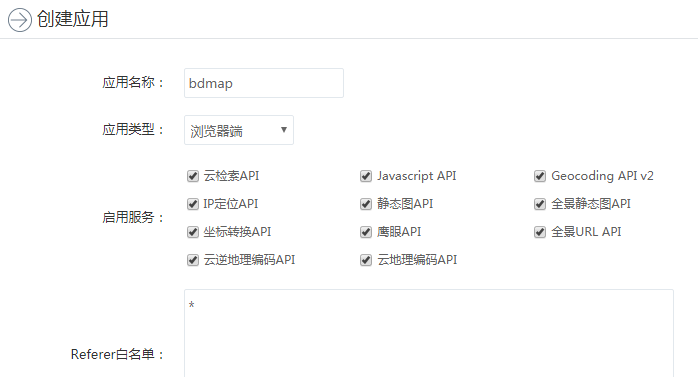 创建应用
应用名称： bdmap
应用类型： 浏览器端
云检索API Javascript API Geocoding API v2
IP定位API 静态图API 全景静态图API
启用服务：
坐标转换API 鹰眼API 全景URL API
云逆地理编码API 云地理编码API
*
Referer白名单：